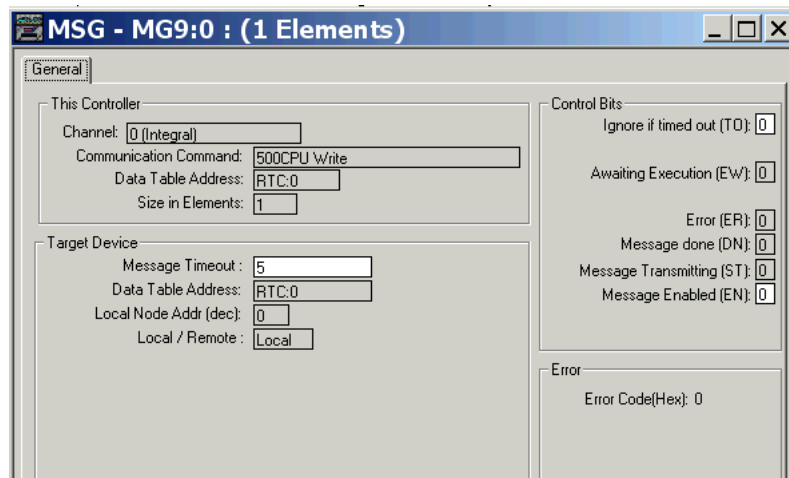 MSG - MG9:0 : (1 Elements)
General
This Controller
Channel: 0 (Integral)
Communication Command: 500CPU Write
Data Table Address: RTC:0
Size in Elements: 1
Target Device
Message Timeout : 5
Data Table Address: RTC:0
Local Node Addr (dec): 0
Local / Remote : Local
Control Bits
Ignore if timed out (TO): 0
Awaiting Execution (EW): 0
Error (ER): 0
Message done (DN): 0
Message Transmitting (ST): 0
Message Enabled (EN): 0
Error
Error Code(Hex): 0